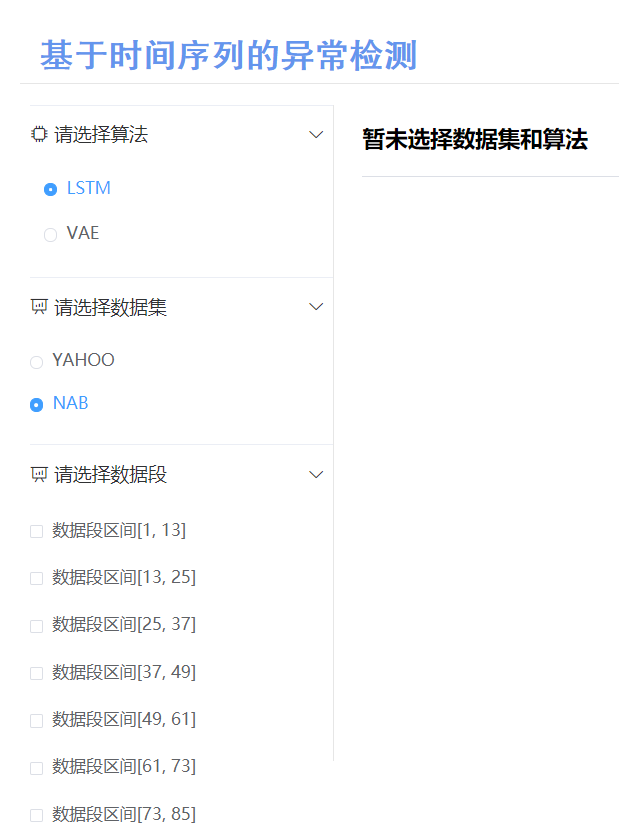 基于时间序列的异常检测
请选择算法
LSTM
VAE
请选择数据集
YAHOO
NAB
请选择数据段
数据段区间[1, 13]
数据段区间[13, 25]
数据段区间[25, 37]
数据段区间[37, 49]
数据段区间[49, 61]
数据段区间[61, 73]
数据段区间[73, 85]
暂未选择数据集和算法